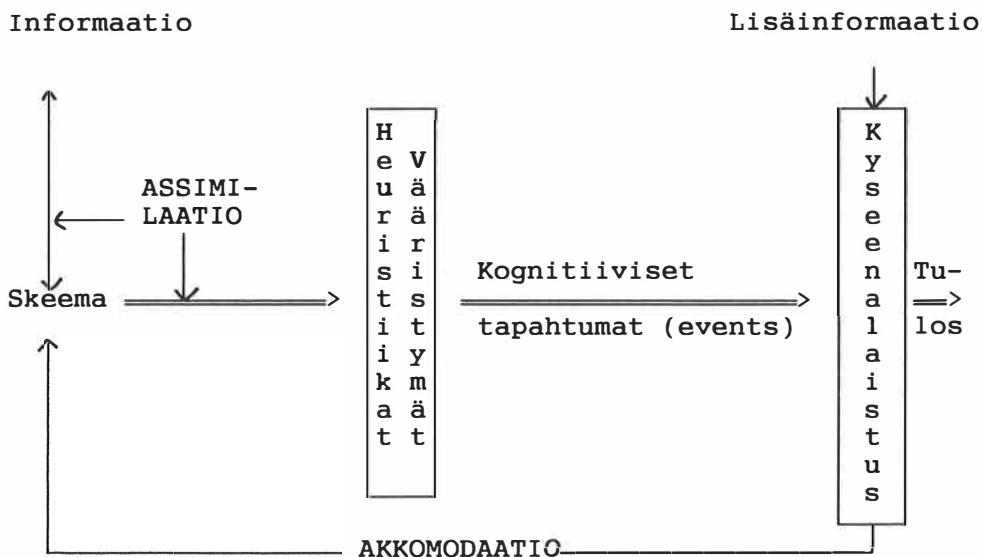 Informaatio
Lisäinformaatio
ASSIMI-
LAATIO
Skeema
Heuristiikat
Vääristymät
Kognitiiviset
tapahtumat (events)
Kyseenalaistus
Tu-
los
AKKOMODAATIO